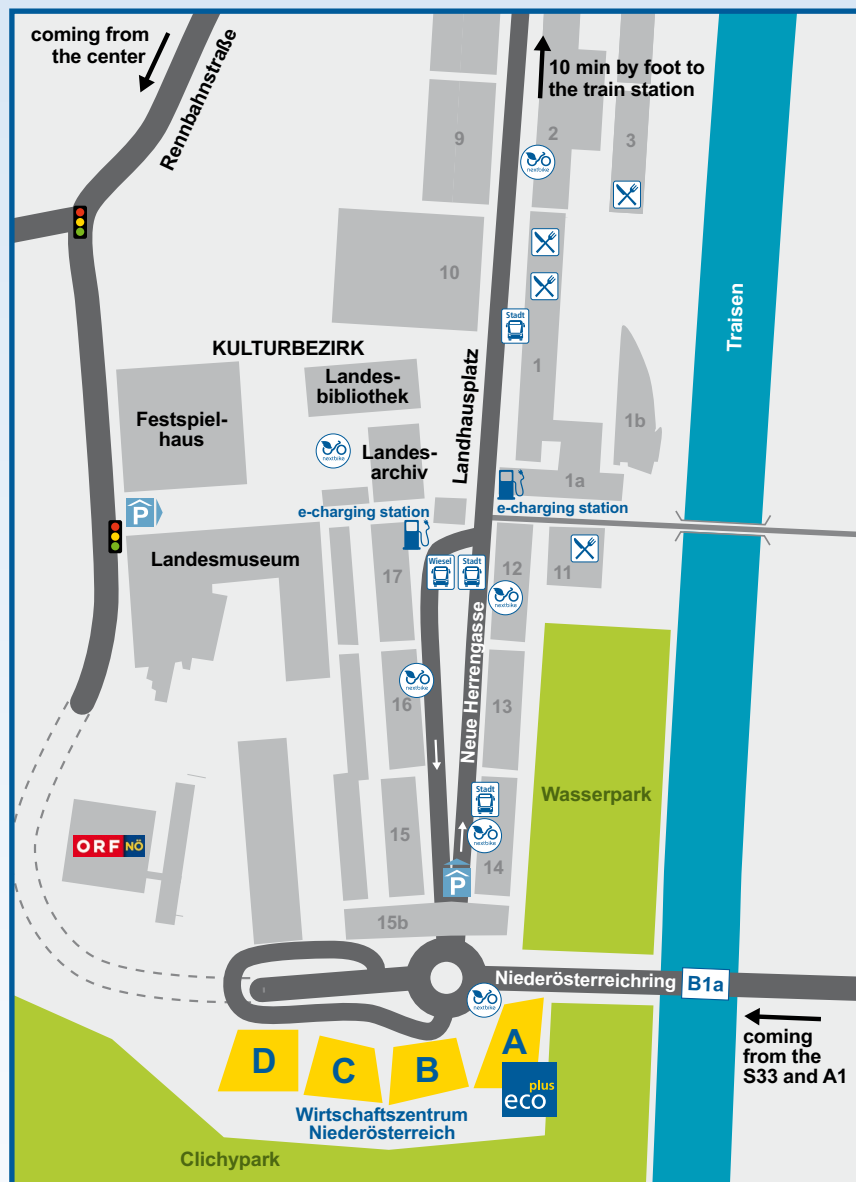 coming from
the center
Rennbahnstraße
10 min by foot to
the train station
9
2
3
nextbike
10
Stadt
Traisen
KULTURBEZIRK
Landes-
bibliothek
Landhausplatz
1
1b
Festspiel-
haus
nextbike
Landes-
archiv
1a
P
e-charging station
e-charging station
Landesmuseum
17
Wiesel
Stadt
12
11
nextbike
nextbike
16
Neue Herrengasse
13
Stadt
Wasserpark
ORF NÖ
15
nextbike
14
P
15b
Niederösterreichring
B1a
nextbike
coming
from the
S33 and A1
D
C
B
A
eco plus
Wirtschaftszentrum
Niederösterreich
Clichypark